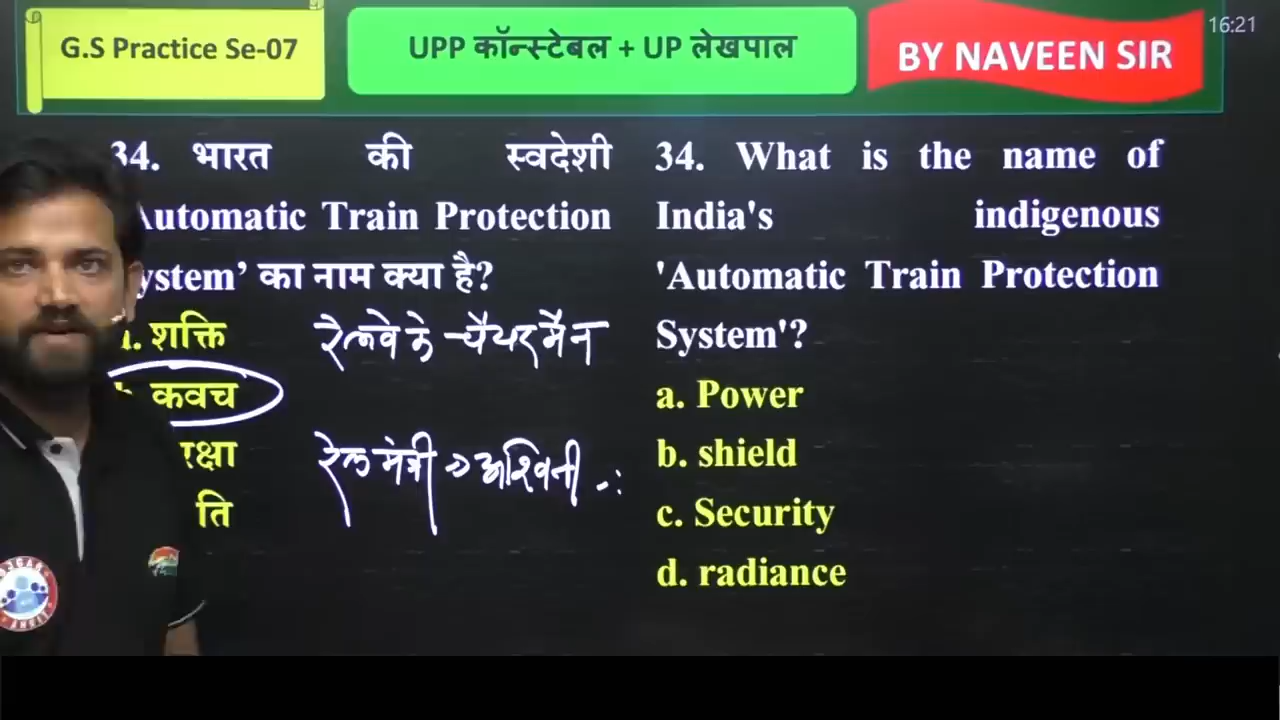 G.S Practice Se-07
UPP कॉन्स्टेबल + UP लेखपाल
BY NAVEEN SIR
16:21
34. भारत की स्वदेशी
Automatic Train Protection
ystem’ का नाम क्या है?
a. शक्ति
b. कवच
रक्षा
ति
रेलवे के चैयरमैन
रेल मंत्री → अश्विनी
34. What is the name of
India's indigenous
'Automatic Train Protection
System'?
a. Power
b. shield
c. Security
d. radiance